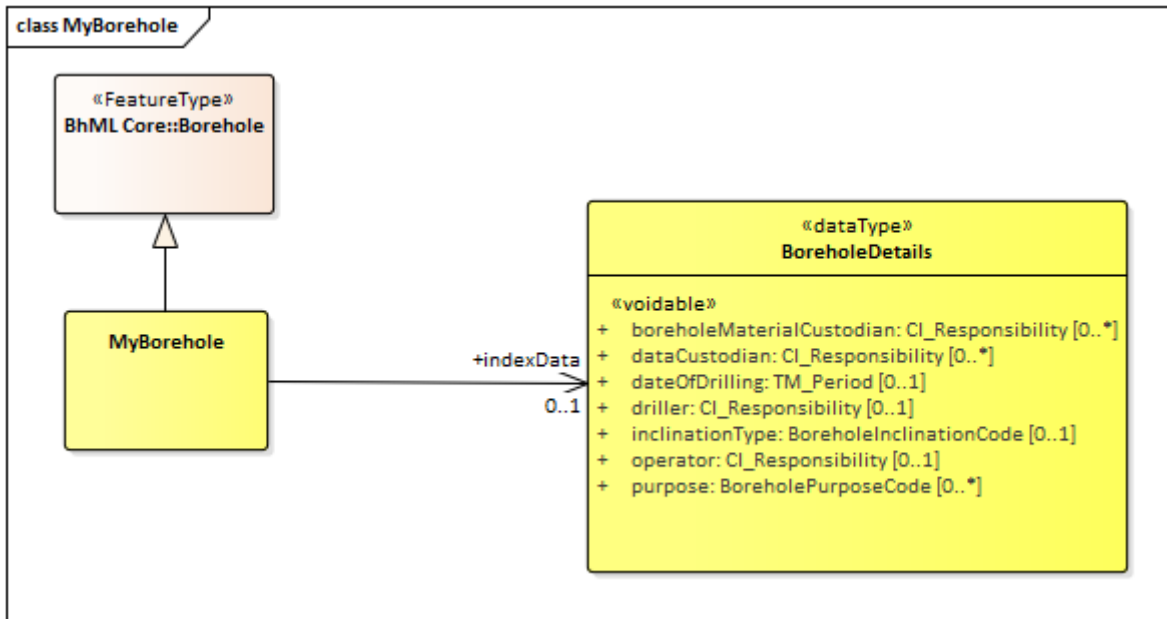 class MyBorehole
«FeatureType»
BhML Core::Borehole
MyBorehole
+indexData
0..1
«dataType»
BoreholeDetails
«voidable»
+ boreholeMaterialCustodian: CI_Responsibility [0..*]
+ dataCustodian: CI_Responsibility [0..*]
+ dateOfDrilling: TM_Period [0..1]
+ driller: CI_Responsibility [0..1]
+ inclinationType: BoreholeInclinationCode [0..1]
+ operator: CI_Responsibility [0..1]
+ purpose: BoreholePurposeCode [0..*]